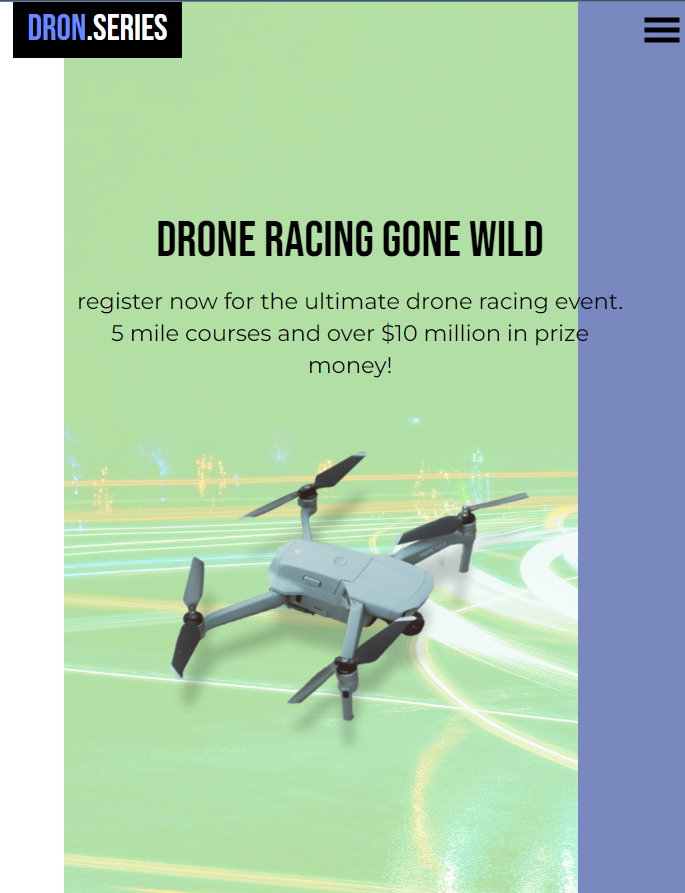 DRON.SERIES
DRONE RACING GONE WILD
register now for the ultimate drone racing event.
5 mile courses and over $10 million in prize
money!